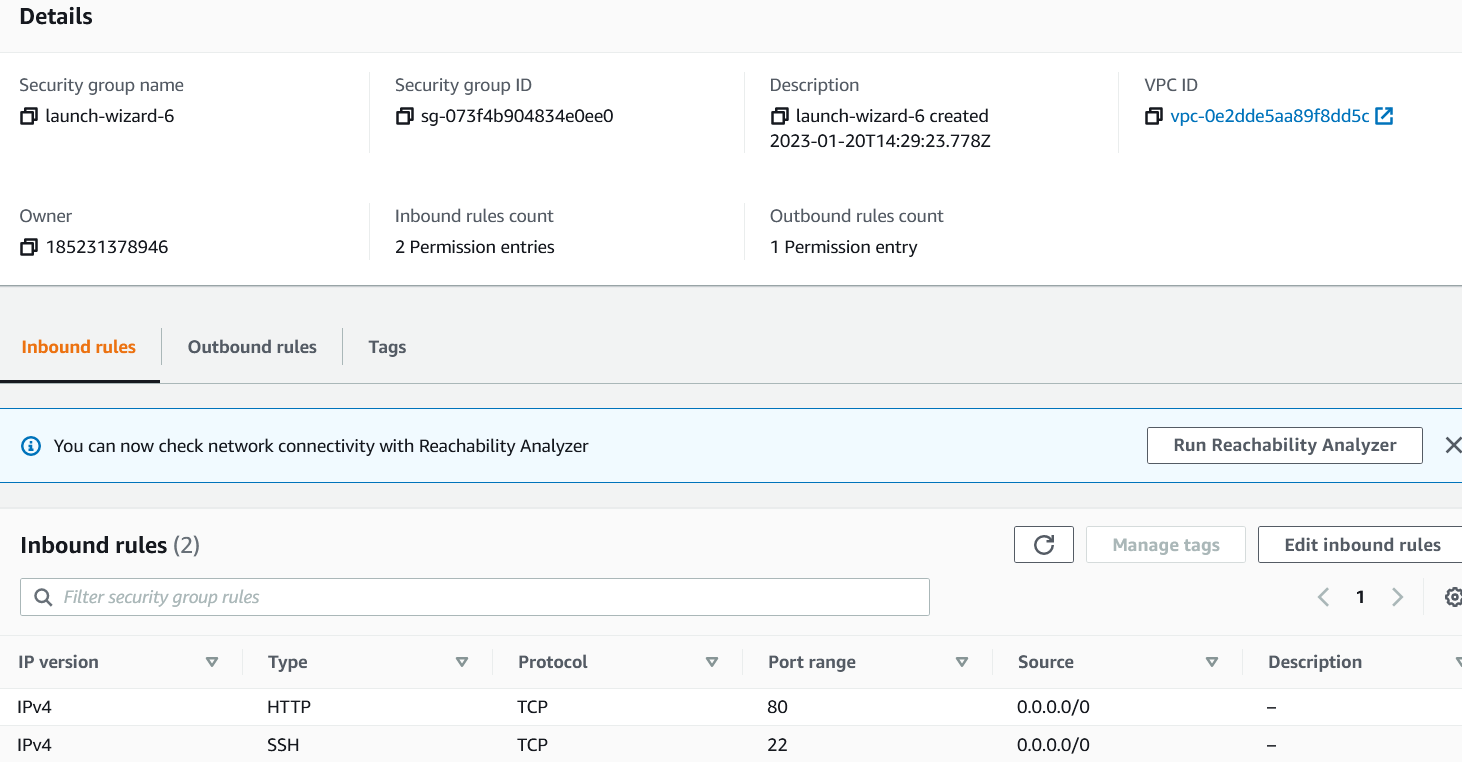 Details
Security group name
launch-wizard-6
Security group ID
sg-073f4b904834e0ee0
Description
launch-wizard-6 created
2023-01-20T14:29:23.778Z
VPC ID
vpc-0e2dde5aa89f8dd5c
Owner
185231378946
Inbound rules count
2 Permission entries
Outbound rules count
1 Permission entry
Inbound rules Outbound rules Tags
You can now check network connectivity with Reachability Analyzer
Run Reachability Analyzer
Inbound rules (2)
Manage tags
Edit inbound rules
Filter security group rules
1
IP version Type Protocol Port range Source Description
IPv4 HTTP TCP 80 0.0.0.0/0 –
IPv4 SSH TCP 22 0.0.0.0/0 –